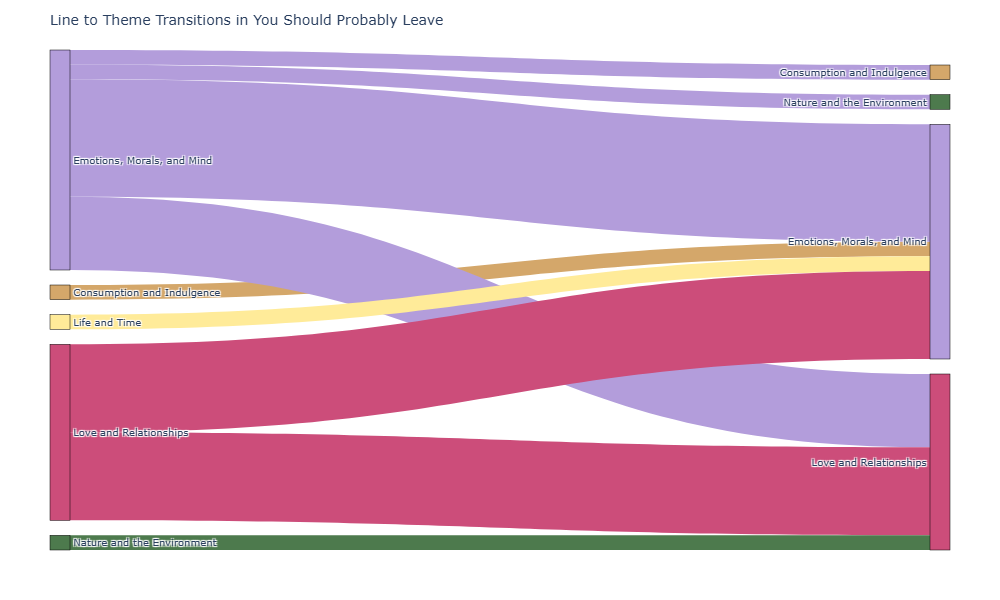 Line to Theme Transitions in You Should Probably Leave
Consumption and Indulgence
Nature and the Environment
Emotions, Morals, and Mind
Emotions, Morals, and Mind
Consumption and Indulgence
Life and Time
Love and Relationships
Love and Relationships
Nature and the Environment